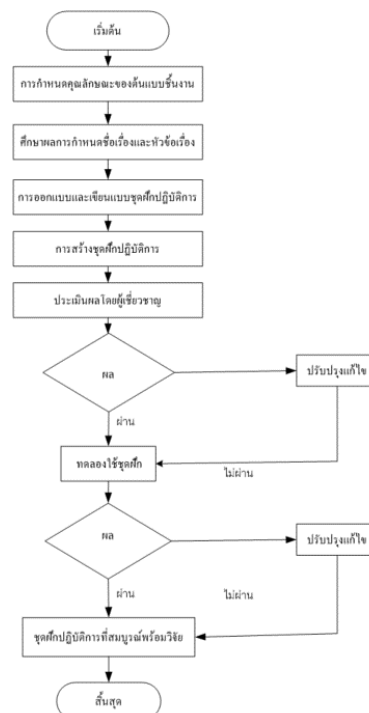 เริ่มต้น
การกำหนดคุณลักษณะของต้นแบบชิ้นงาน
ศึกษาผลการกำหนดชื่อเรื่องและหัวข้อเรื่อง
การออกแบบและเขียนแบบชุดฝึกปฏิบัติการ
การสร้างชุดฝึกปฏิบัติการ
ประเมินผลโดยผู้เชี่ยวชาญ
ผล
ปรับปรุงแก้ไข
ผ่าน
ทดลองใช้ชุดฝึก
ไม่ผ่าน
ผล
ปรับปรุงแก้ไข
ผ่าน
ไม่ผ่าน
ชุดฝึกปฏิบัติการที่สมบูรณ์พร้อมวิจัย
สิ้นสุด